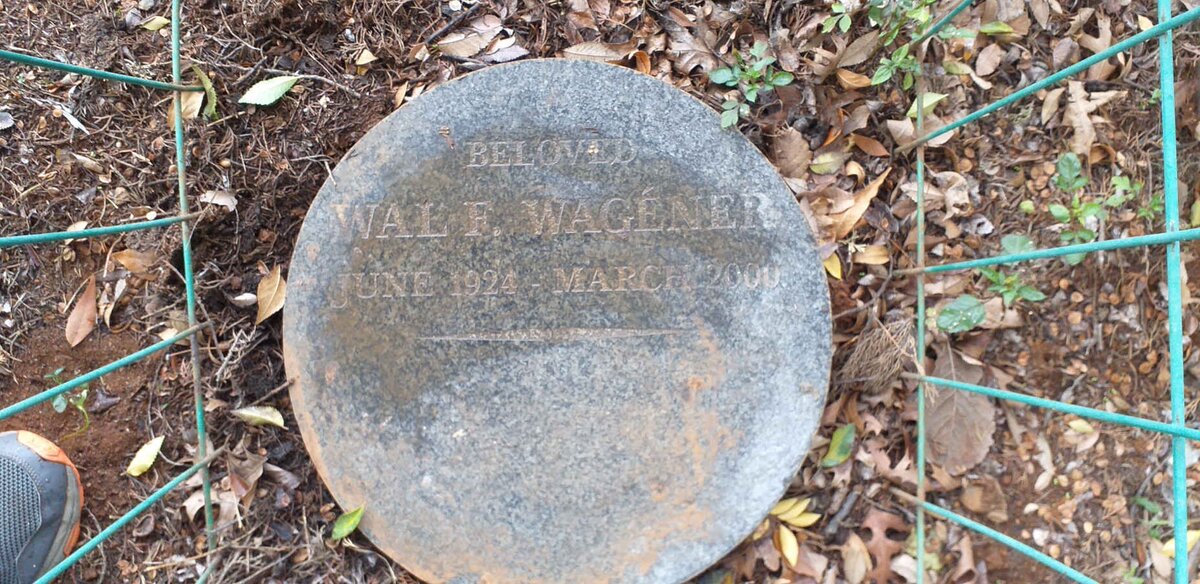 BELOVED
WAL F. WAGÉNER
JUNE 1924 - MARCH 2000